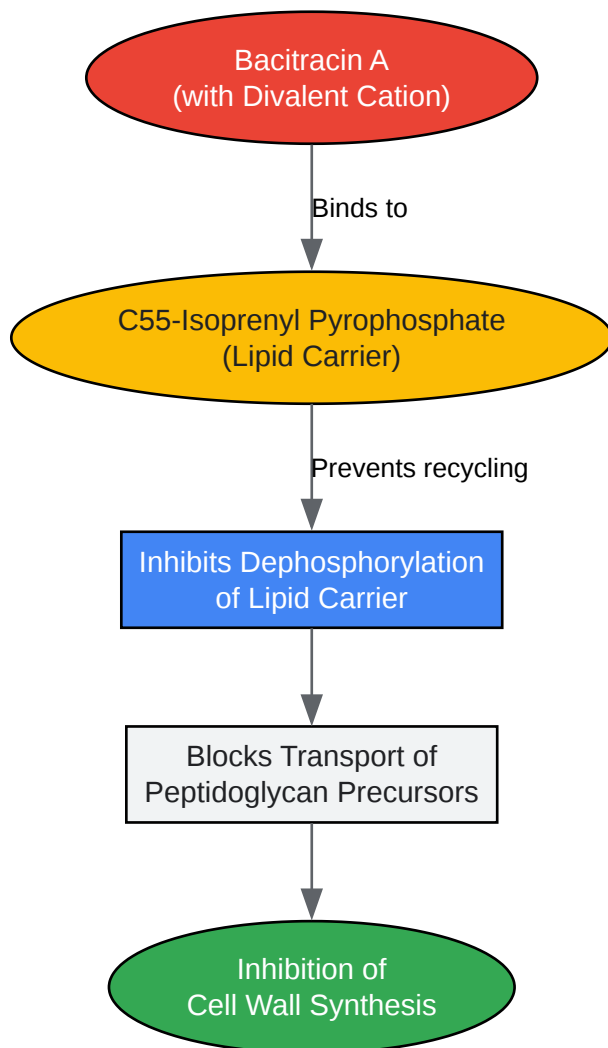 Bacitracin A
(with Divalent Cation)
Binds to
C55-Isoprenyl Pyrophosphate
(Lipid Carrier)
Prevents recycling
Inhibits Dephosphorylation
of Lipid Carrier
Blocks Transport of
Peptidoglycan Precursors
Inhibition of
Cell Wall Synthesis